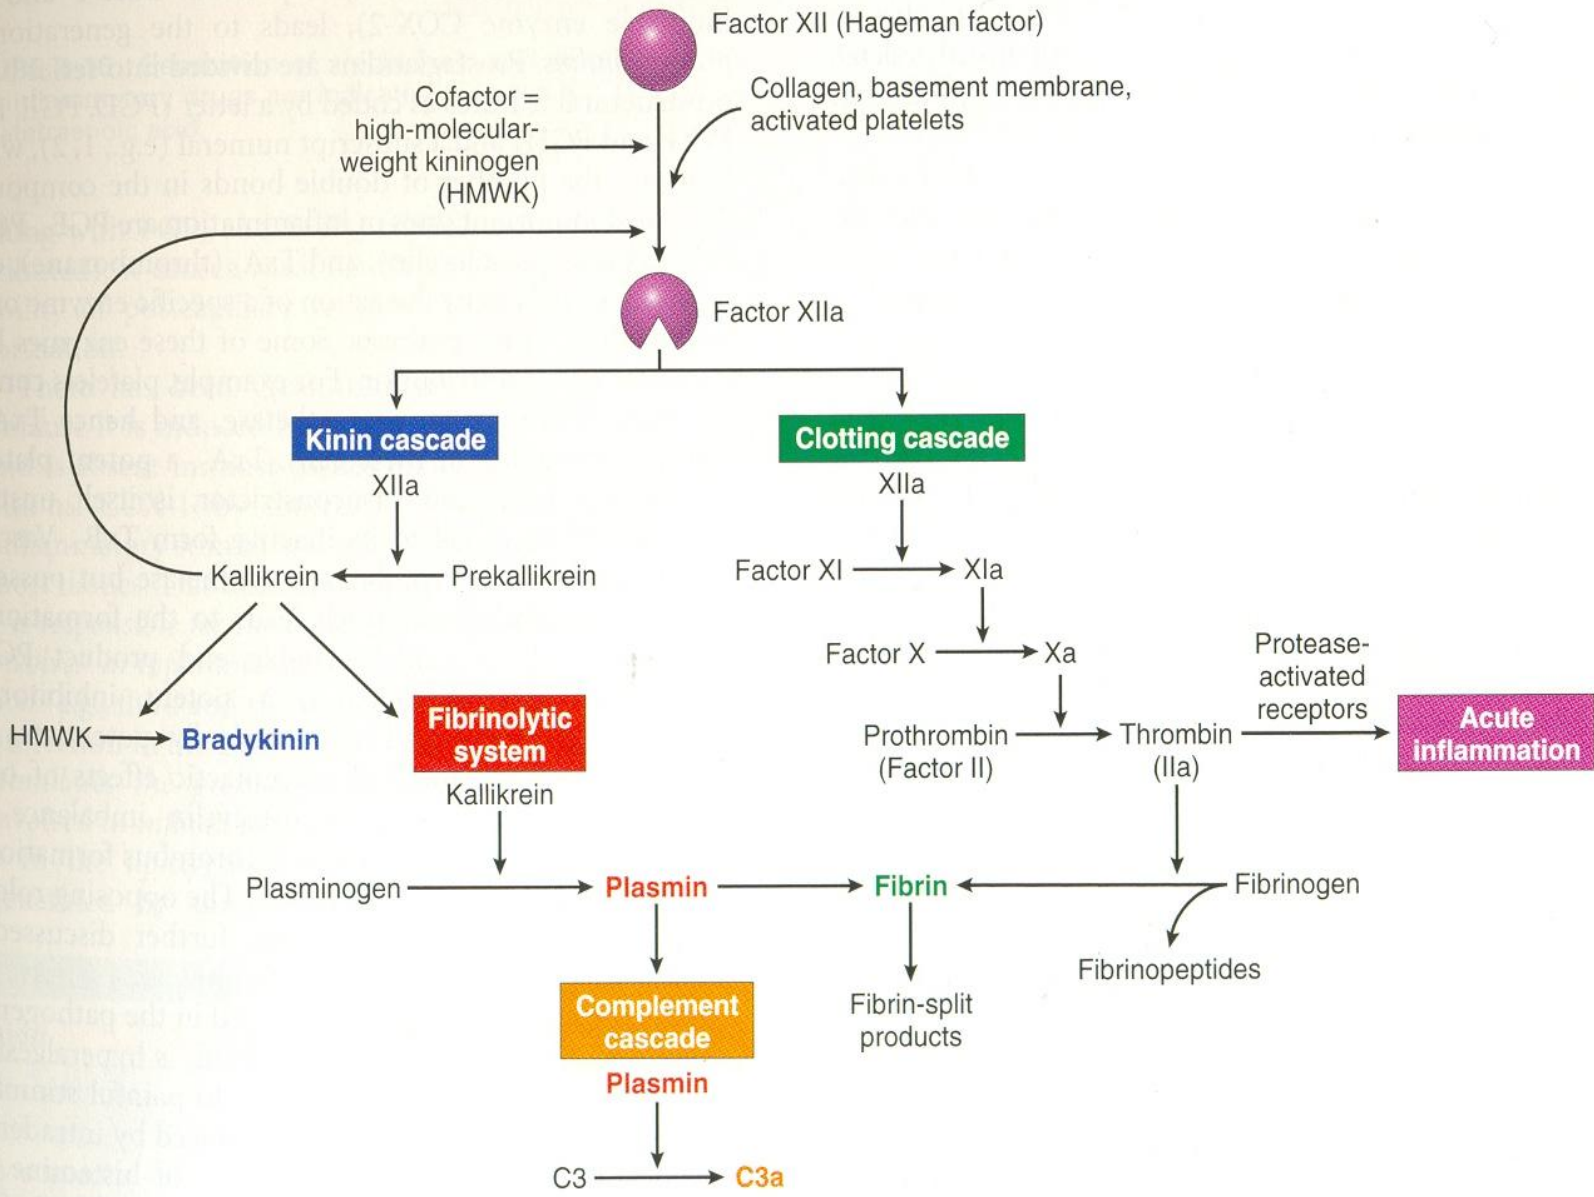 Factor XII (Hageman factor)
Cofactor =
high-molecular-
weight kininogen
(HMWK)
Collagen, basement membrane,
activated platelets
Factor XIIa
Kinin cascade
XIIa
Kallikrein
Prekallikrein
HMWK
Bradykinin
Fibrinolytic
system
Kallikrein
Plasminogen
Plasmin
Complement
cascade
Plasmin
C3
C3a
Clotting cascade
XIIa
Factor XI
XIa
Factor X
Xa
Prothrombin
(Factor II)
Thrombin
(IIa)
Protease-
activated
receptors
Acute
inflammation
Fibrin
Fibrinogen
Fibrinopeptides
Fibrin-split
products